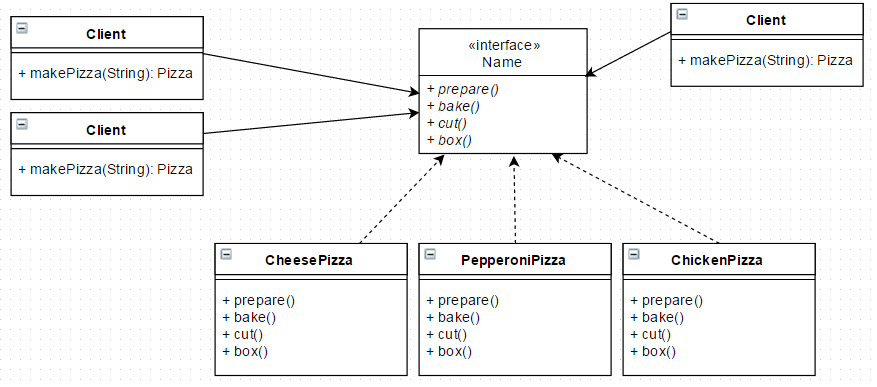 Client
+ makePizza(String): Pizza
«interface»
Name
+ prepare()
+ bake()
+ cut()
+ box()
Client
+ makePizza(String): Pizza
Client
+ makePizza(String): Pizza
CheesePizza
+ prepare()
+ bake()
+ cut()
+ box()
PepperoniPizza
+ prepare()
+ bake()
+ cut()
+ box()
ChickenPizza
+ prepare()
+ bake()
+ cut()
+ box()